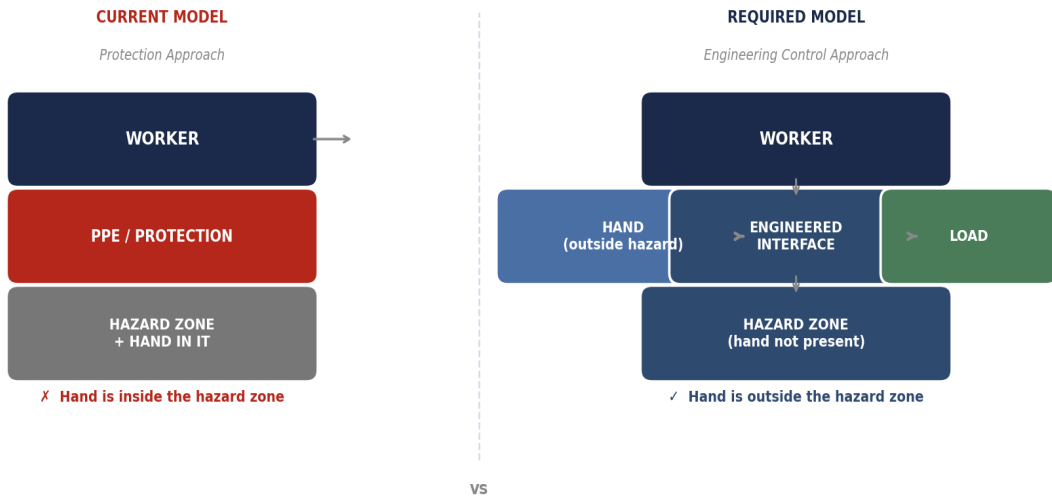 CURRENT MODEL
Protection Approach
WORKER
PPE / PROTECTION
HAZARD ZONE
+ HAND IN IT
✗ Hand is inside the hazard zone
VS
REQUIRED MODEL
Engineering Control Approach
WORKER
HAND
(outside hazard)
ENGINEERED
INTERFACE
LOAD
HAZARD ZONE
(hand not present)
✓ Hand is outside the hazard zone